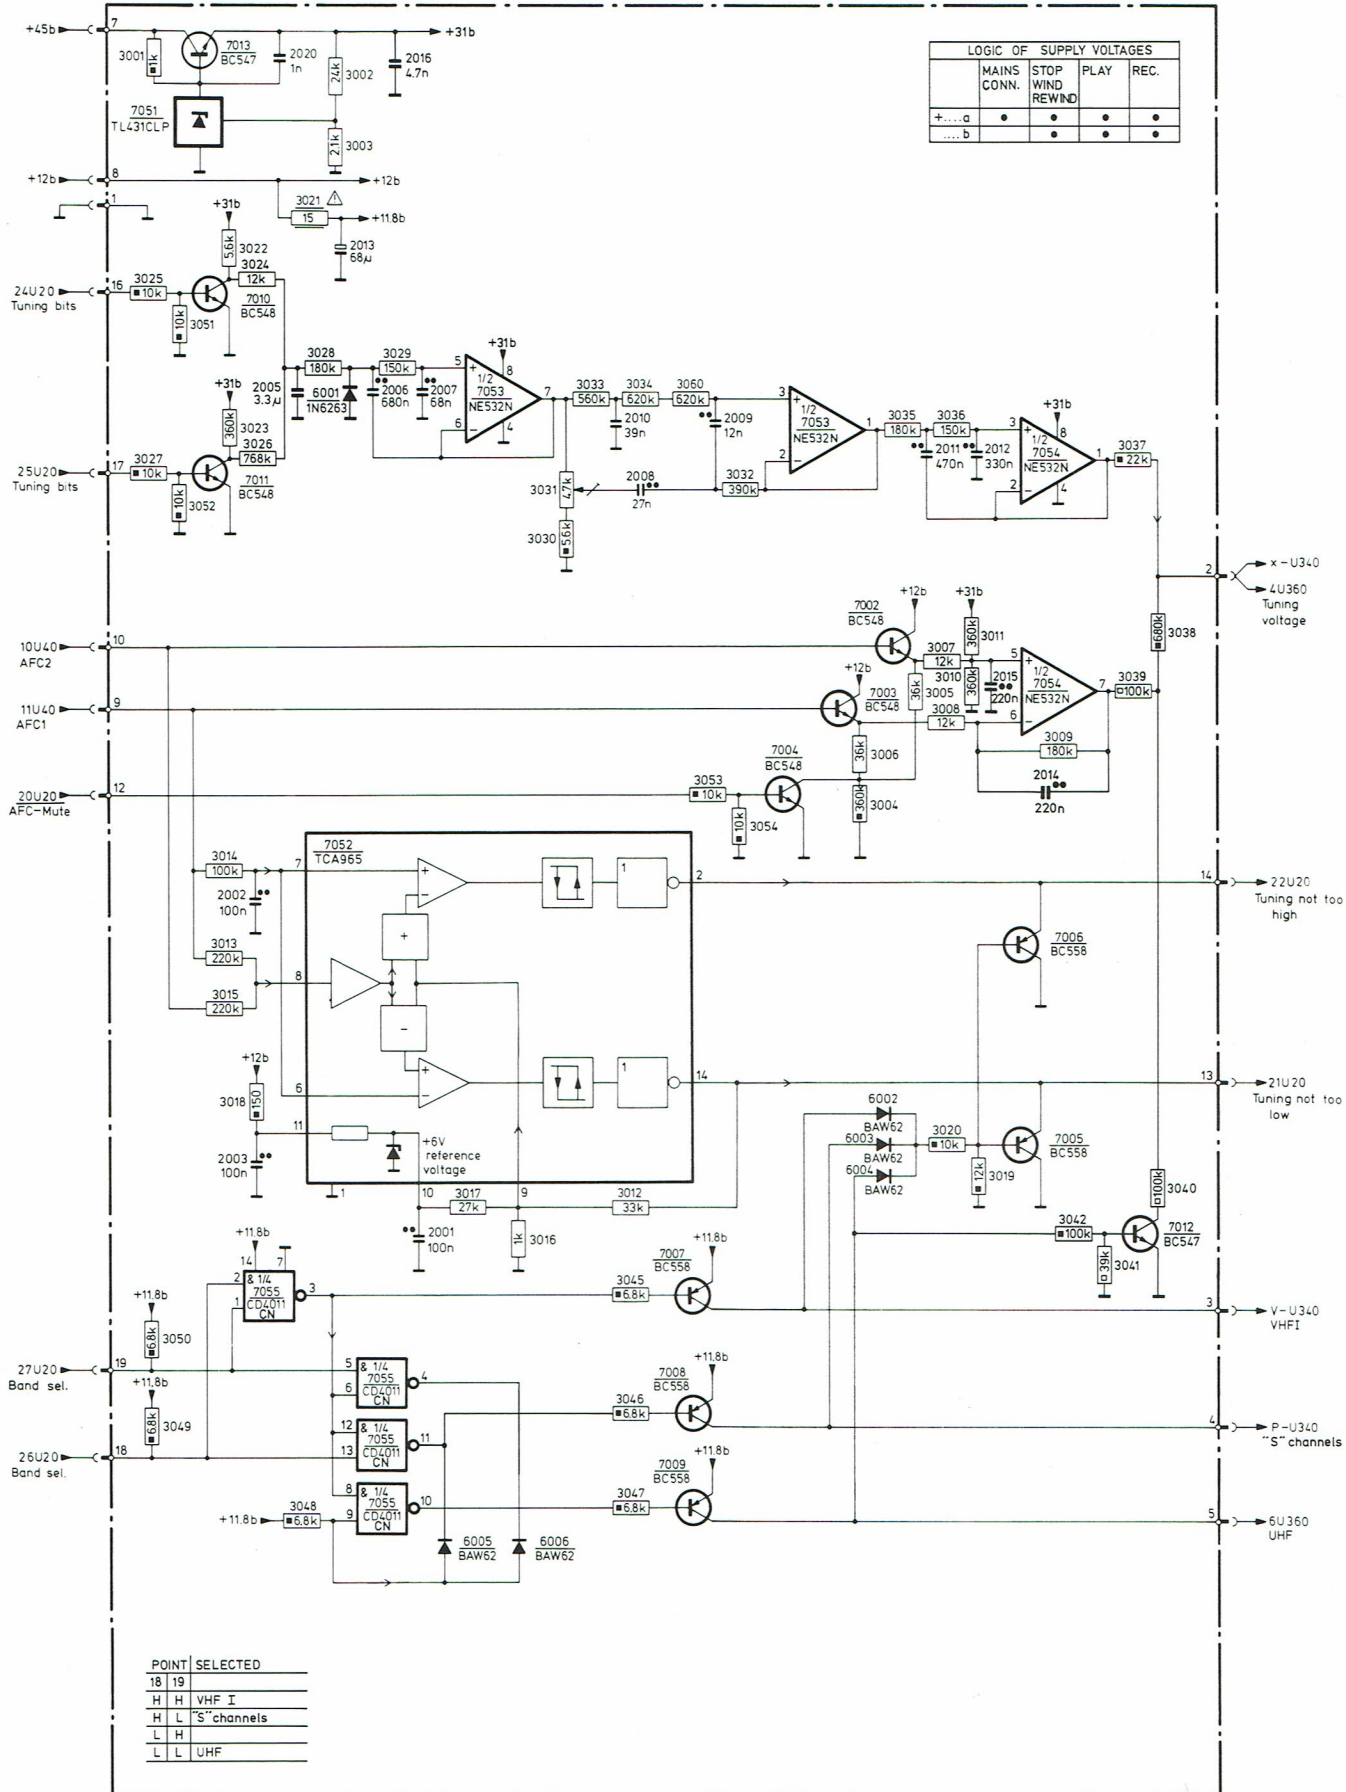 +45b
7
3001
1k
7013
BC547
2020
1n
24k
3002
2016
4.7n
+31b
7051
TL431CLP
2.1k
3003
LOGIC OF SUPPLY VOLTAGES
MAINS CONN.
STOP WIND REWIND
PLAY
REC.
+....a
....b
+12b
8
+12b
1
3021
15
+11.8b
2013
68µ
+31b
5.6k
3022
3024
12k
24U20
Tuning bits
16
3025
10k
10k
3051
7010
BC548
+31b
360k
3023
3026
768k
25U20
Tuning bits
17
3027
10k
10k
3052
7011
BC548
2005
3.3µ
3028
180k
6001
1N6263
3029
150k
2006
680n
2007
68n
+31b
5
8
1/2
7053
NE532N
6
4
7
3033
560k
3034
620k
3060
620k
2010
39n
2009
12n
3031
4.7k
2008
27n
3032
390k
3030
5.6k
3
1/2
7053
NE532N
2
1
3035
180k
3036
150k
2011
470n
2012
330n
+31b
3
8
1/2
7054
NE532N
2
4
1
3037
22k
2
x-U340
4U360
Tuning
voltage
680k
3038
10U40
AFC2
10
7002
BC548
+12b
+31b
360k
3011
3007
12k
3010
360k
36k
3005
2015
220n
5
1/2
7054
NE532N
6
7
3039
100k
11U40
AFC1
9
7003
BC548
+12b
3008
12k
36k
3006
3009
180k
2014
220n
20U20
AFC-Mute
12
3053
10k
10k
3054
7004
BC548
360k
3004
7052
TCA965
3014
100k
7
2002
100n
3013
220k
3015
220k
8
+
-
1
2
14
22U20
Tuning not too
high
7006
BC558
+12b
3018
150
6
11
2003
100n
+6V
reference
voltage
1
14
13
21U20
Tuning not too
low
1
10
9
3017
27k
3012
33k
2001
100n
1k
3016
6002
BAW62
6003
BAW62
6004
BAW62
3020
10k
12k
3019
7005
BC558
100k
3040
3042
100k
39k
3041
7012
BC547
+11.8b
14
7
2
1
& 1/4
7055
CD4011
CN
3
3045
6.8k
7007
BC558
+11.8b
3
V-U340
VHFI
+11.8b
6.8k
3050
27U20
Band sel.
19
+11.8b
6.8k
3049
26U20
Band sel.
18
5
6
& 1/4
7055
CD4011
CN
4
12
13
& 1/4
7055
CD4011
CN
11
8
9
& 1/4
7055
CD4011
CN
10
+11.8b
3048
6.8k
3046
6.8k
7008
BC558
+11.8b
4
P-U340
"S" channels
3047
6.8k
7009
BC558
+11.8b
5
6U360
UHF
6005
BAW62
6006
BAW62
POINT SELECTED
18 19
H H VHF I
H L "S" channels
L H
L L UHF